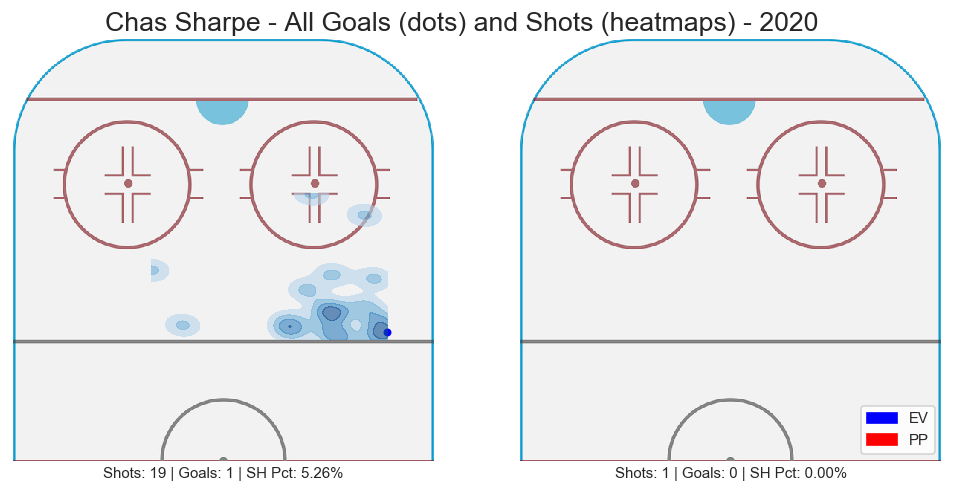 Chas Sharpe - All Goals (dots) and Shots (heatmaps) - 2020
EV
PP
Shots: 19 | Goals: 1 | SH Pct: 5.26%
Shots: 1 | Goals: 0 | SH Pct: 0.00%